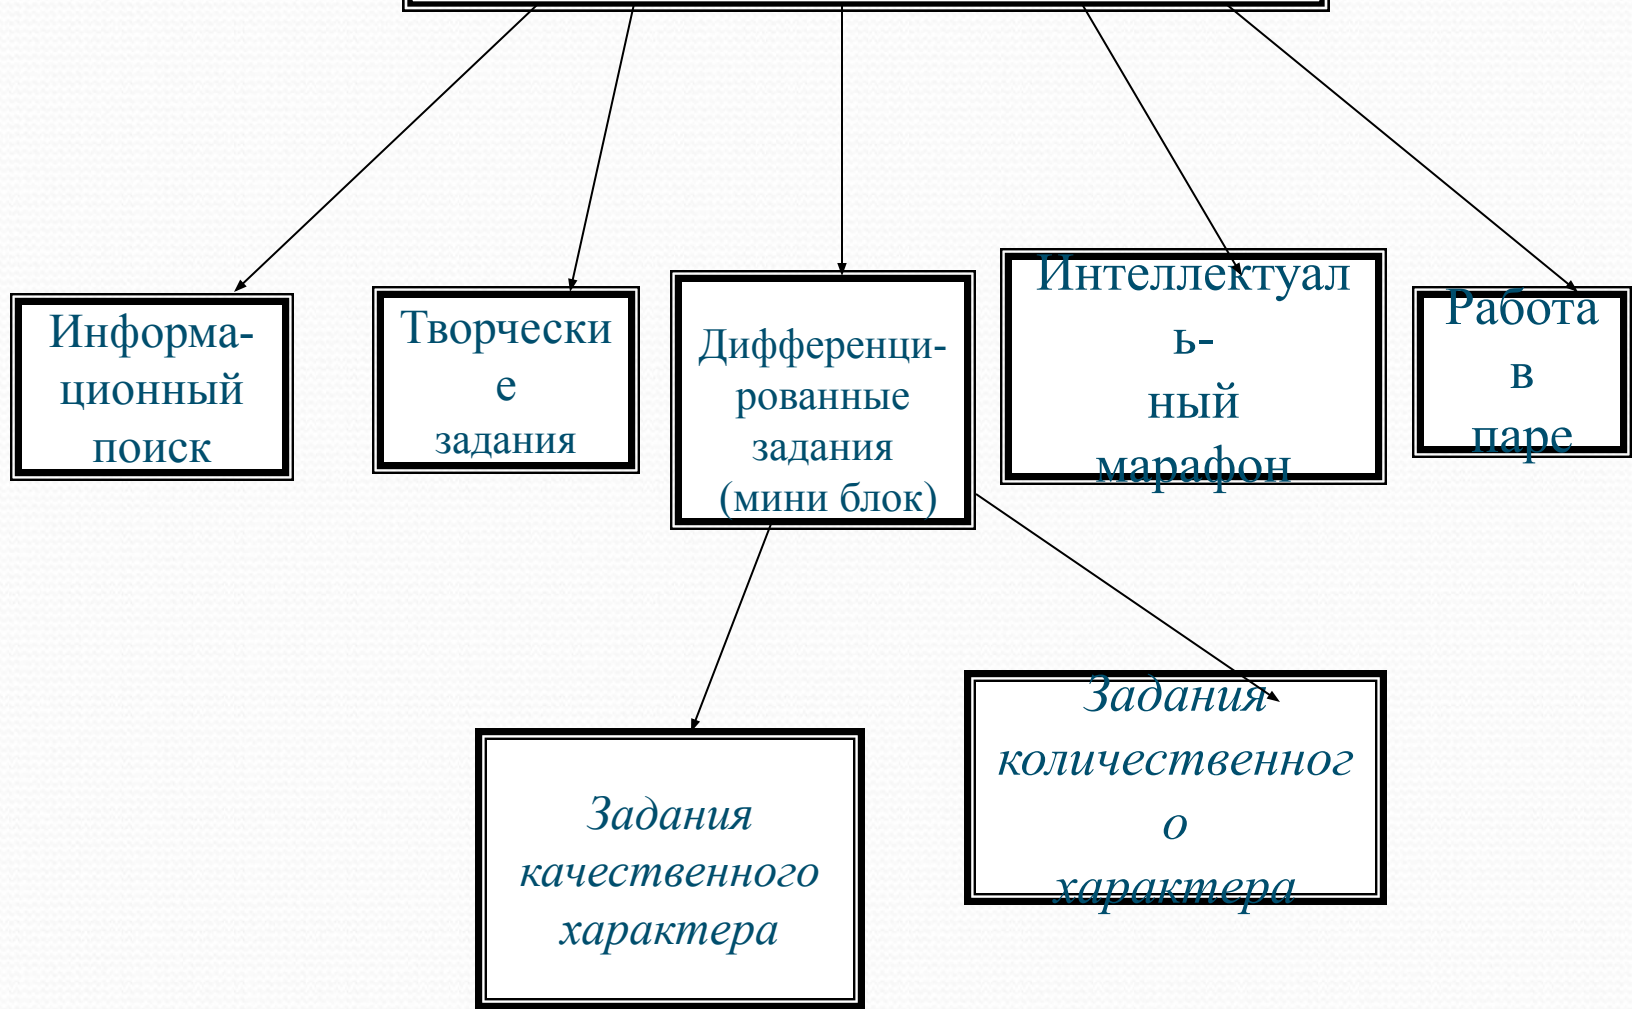 Информа-
ционный
поиск
Творчески
е
задания
Дифференци-
рованные
задания
(мини блок)
Интеллектуал
ь-
ный
марафон
Работа
в
паре
Задания
качественного
характера
Задания
количественног
о
характера